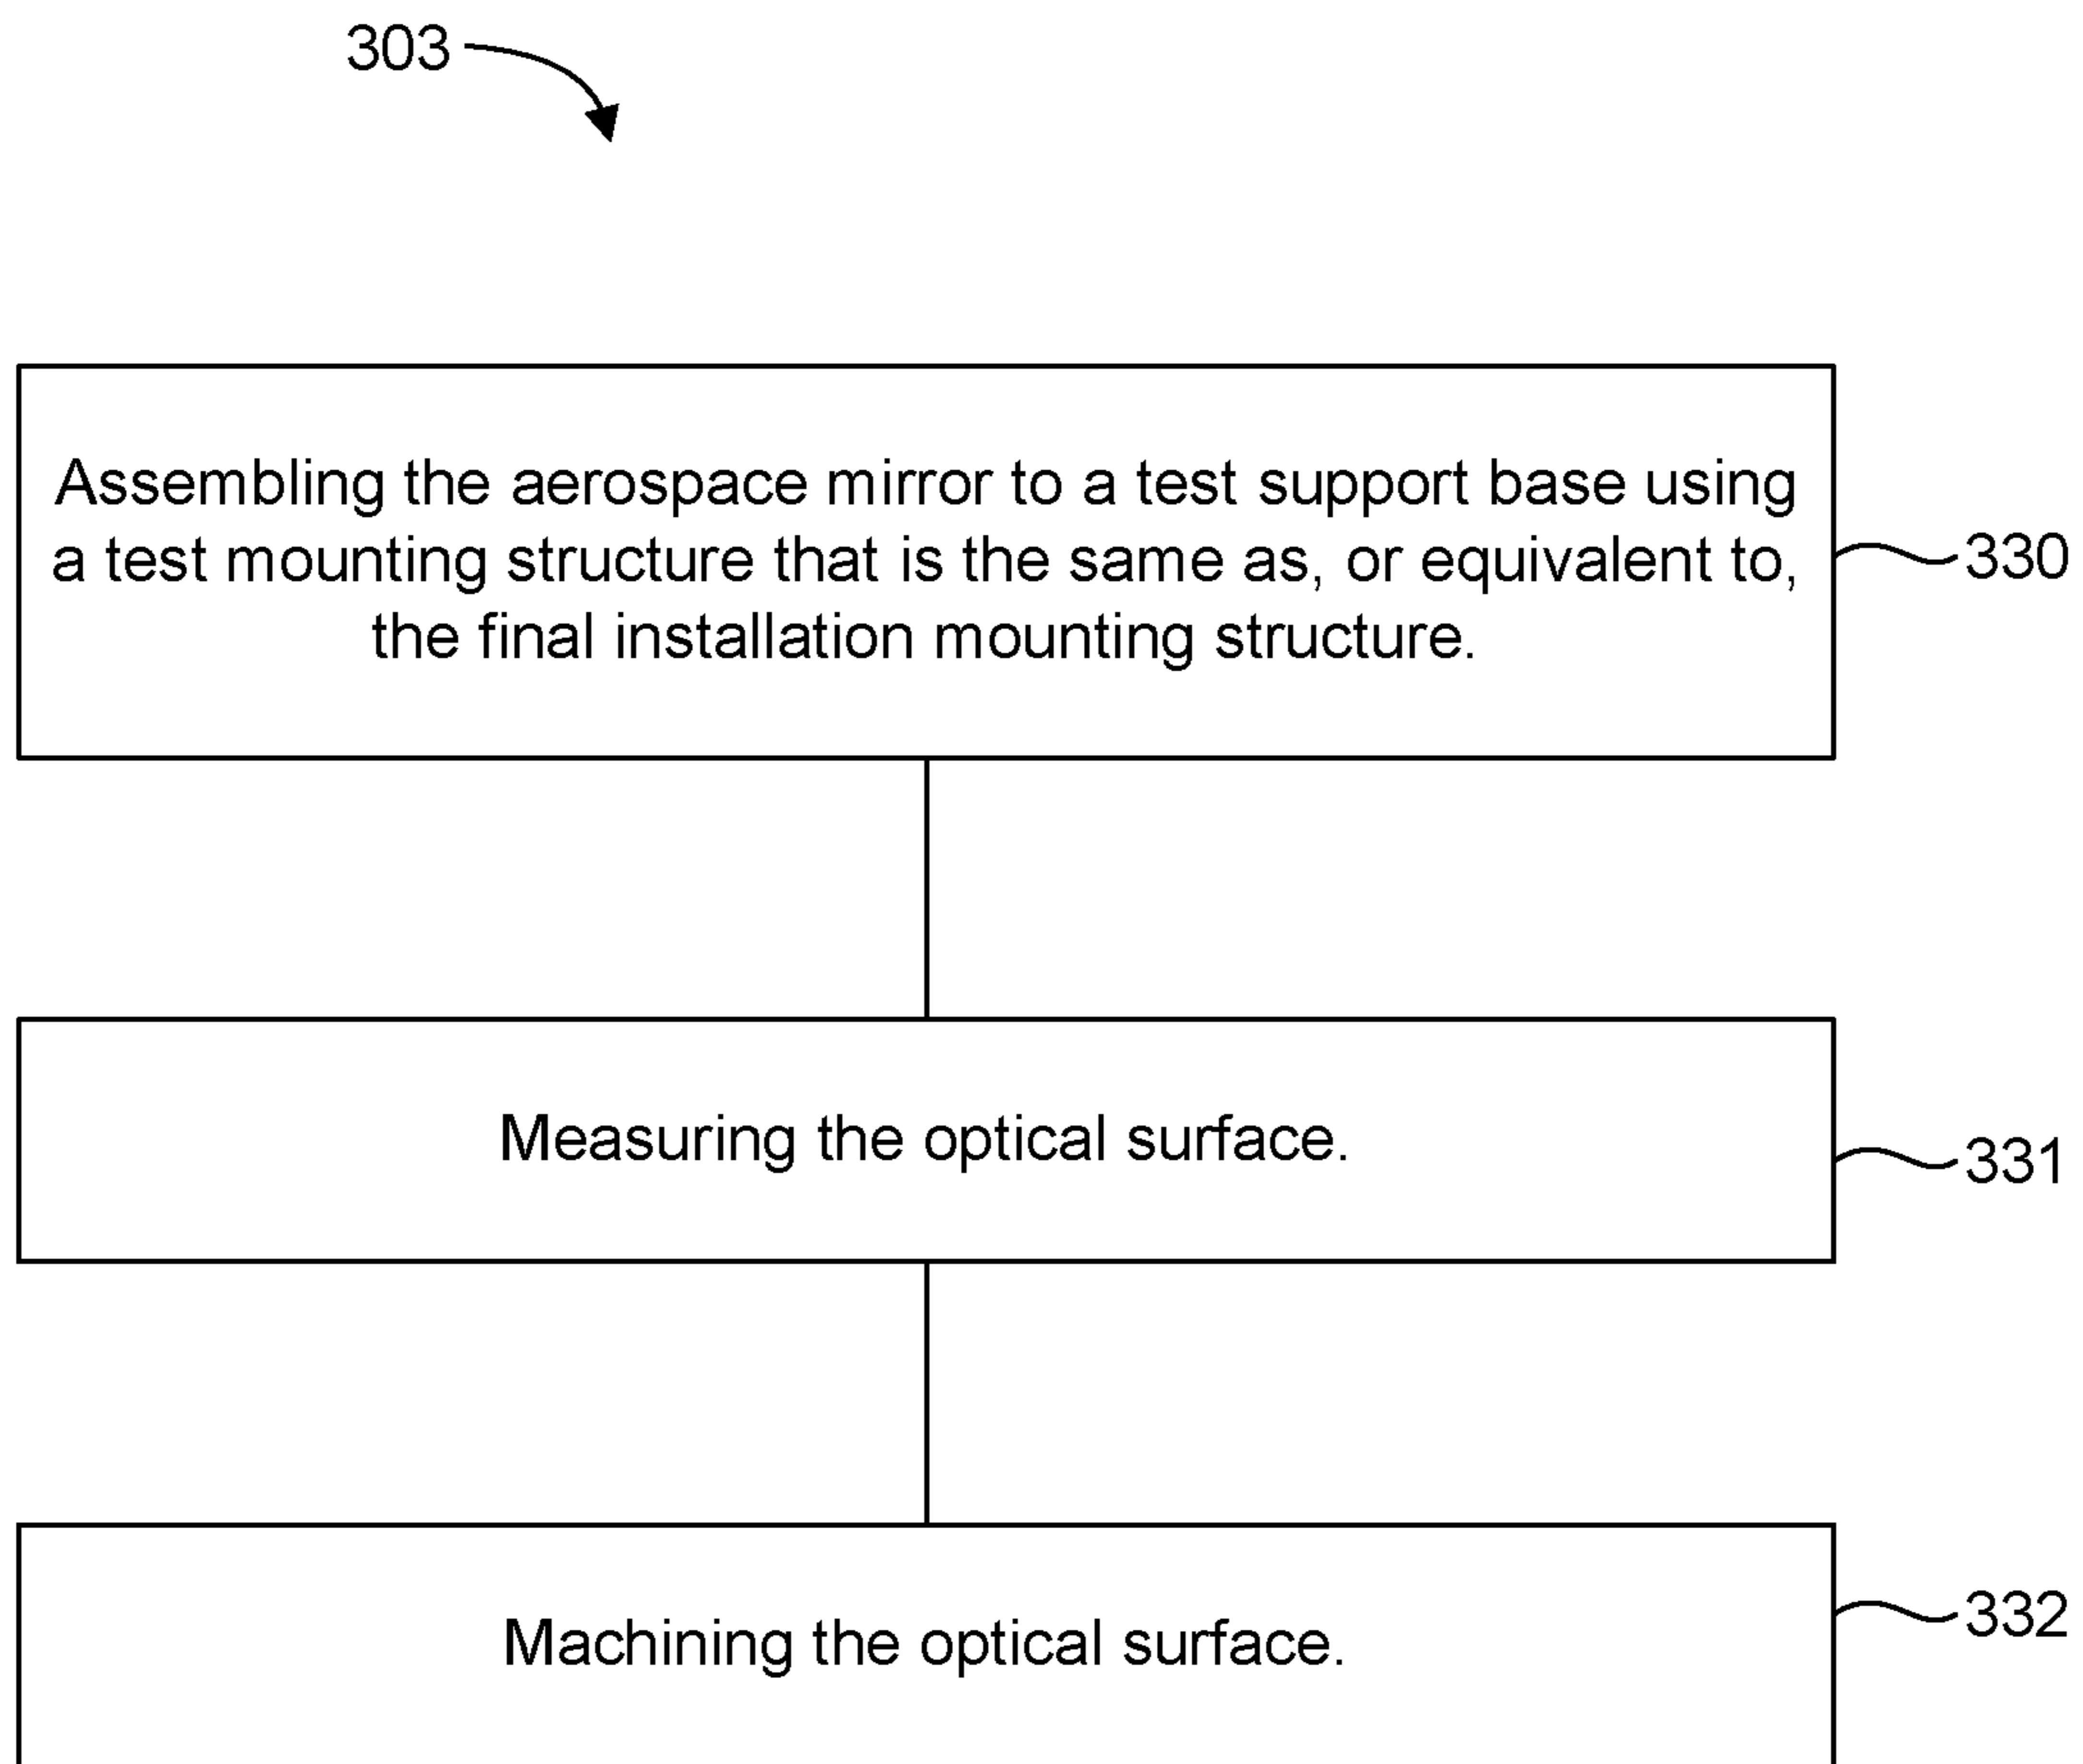 303
Assembling the aerospace mirror to a test support base using
a test mounting structure that is the same as, or equivalent to,
the final installation mounting structure.
330
Measuring the optical surface.
331
Machining the optical surface.
332